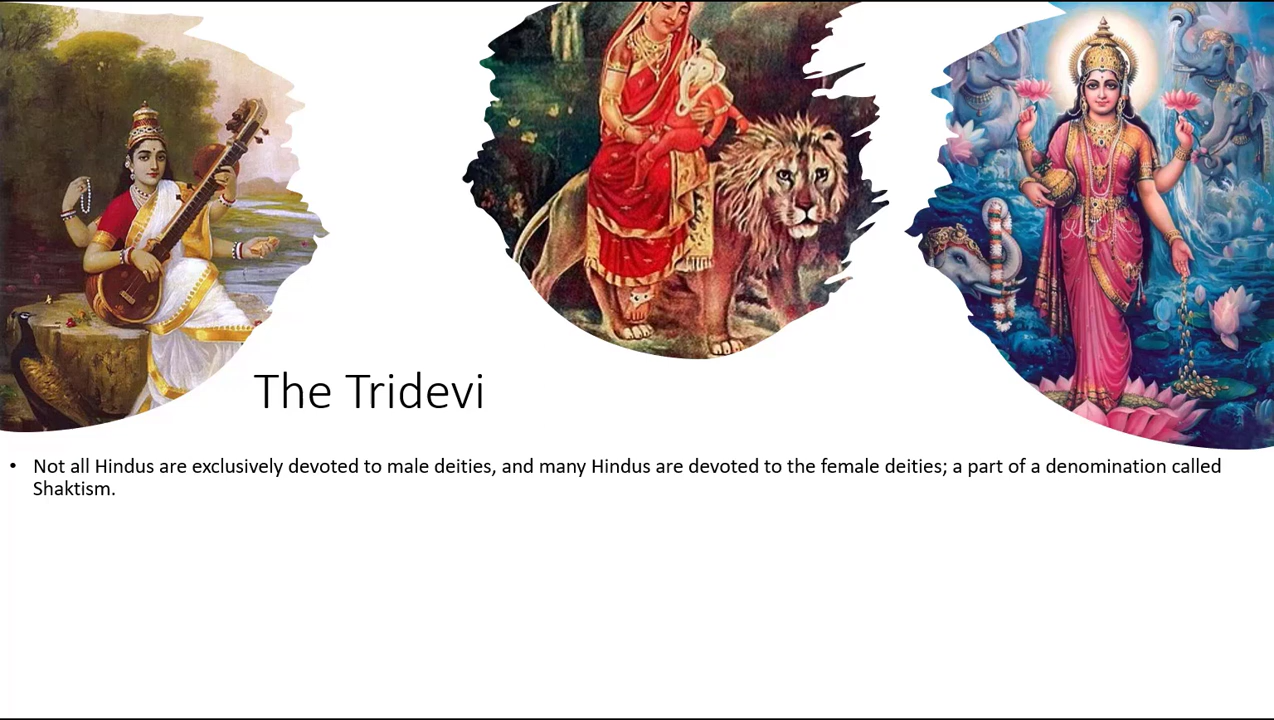 The Tridevi
• Not all Hindus are exclusively devoted to male deities, and many Hindus are devoted to the female deities; a part of a denomination called
Shaktism.